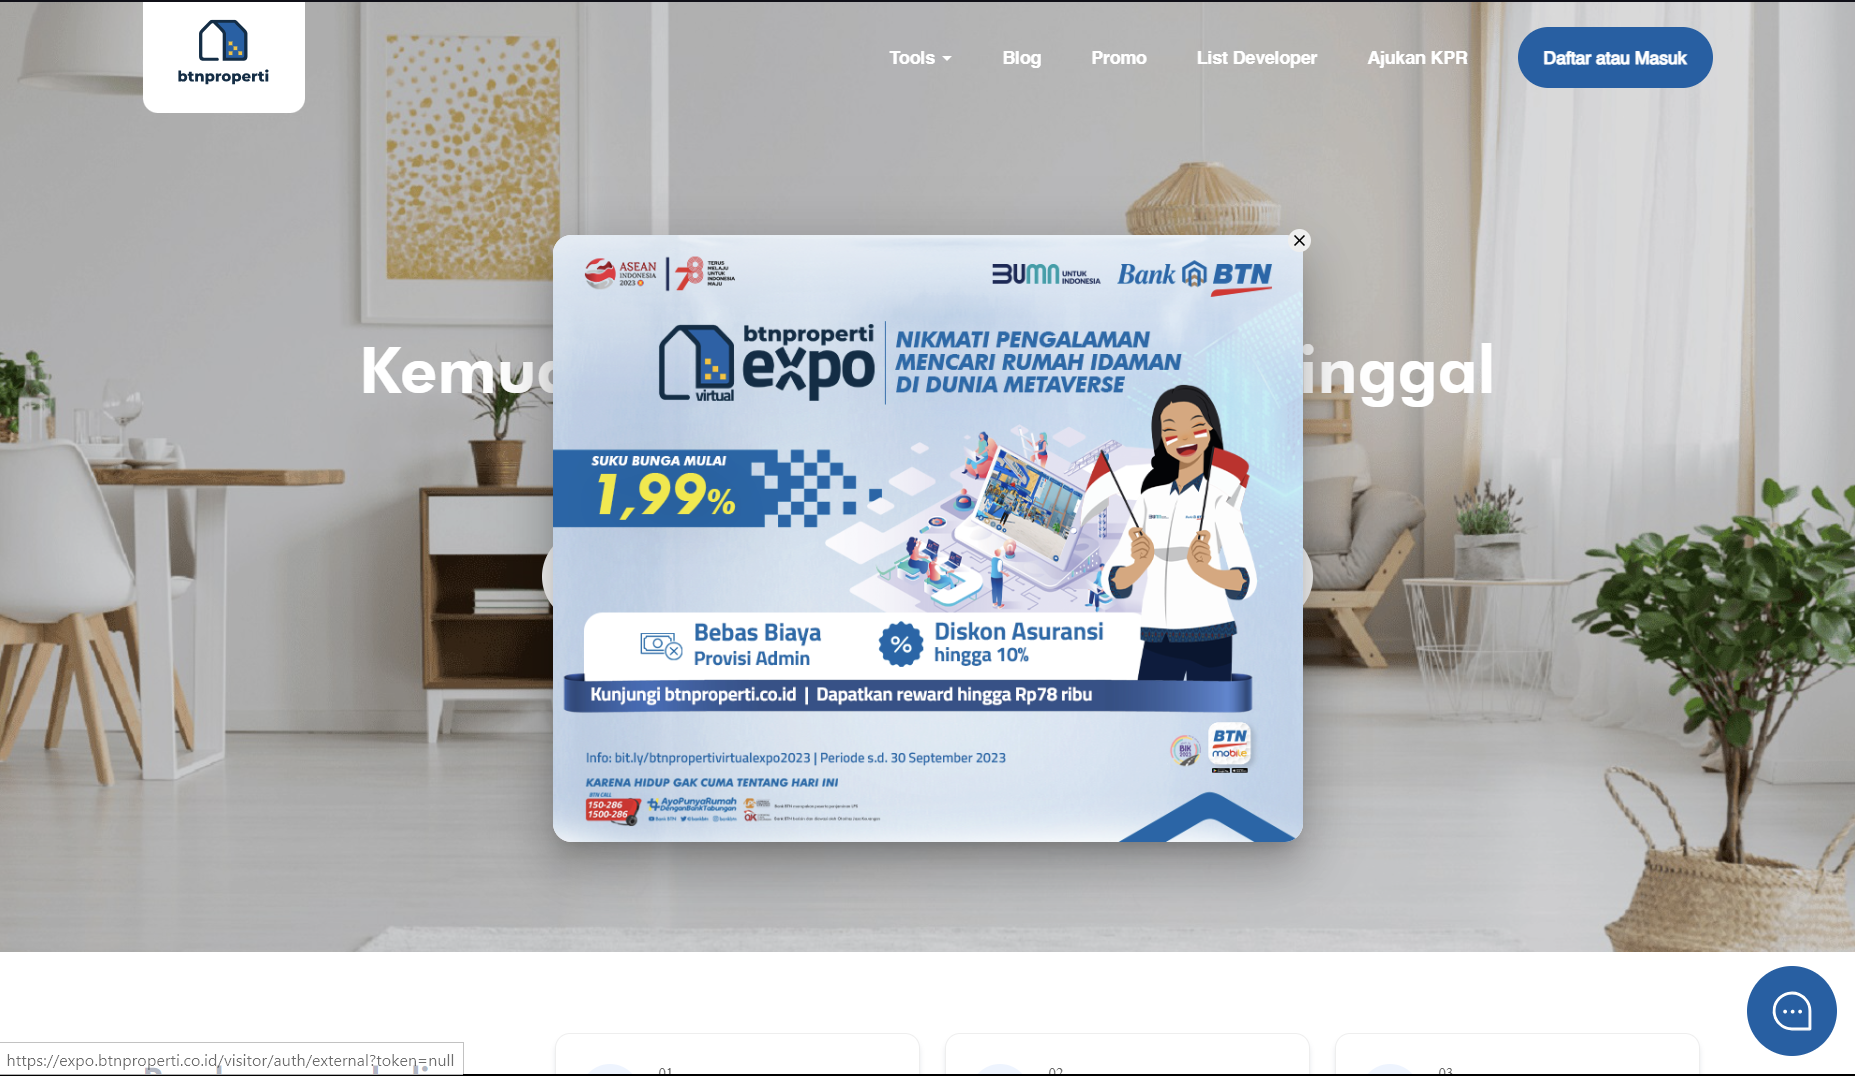 btnproperti
Tools
Blog
Promo
List Developer
Ajukan KPR
Daftar atau Masuk
Kemu
inggal
ASEAN
INDONESIA
2023
78
TERUS
MELAJU
UNTUK
INDONESIA
MAJU
BUMN UNTUK
INDONESIA
Bank BTN
btnproperti
expo
virtual
NIKMATI PENGALAMAN
MENCARI RUMAH IDAMAN
DI DUNIA METAVERSE
SUKU BUNGA MULAI
1,99%
Bebas Biaya
Provisi Admin
%
Diskon Asuransi
hingga 10%
Kunjungi btnproperti.co.id | Dapatkan reward hingga Rp78 ribu
Info: bit.ly/btnpropertivirtualexpo2023 | Periode s.d. 30 September 2023
BTN
mobile
KARENA HIDUP GAK CUMA TENTANG HARI INI
BTN CALL
150-286
1500-286
AyoPunyaRumah
DenganBankTabungan
https://expo.btnproperti.co.id/visitor/auth/external?token=null
01
02
03